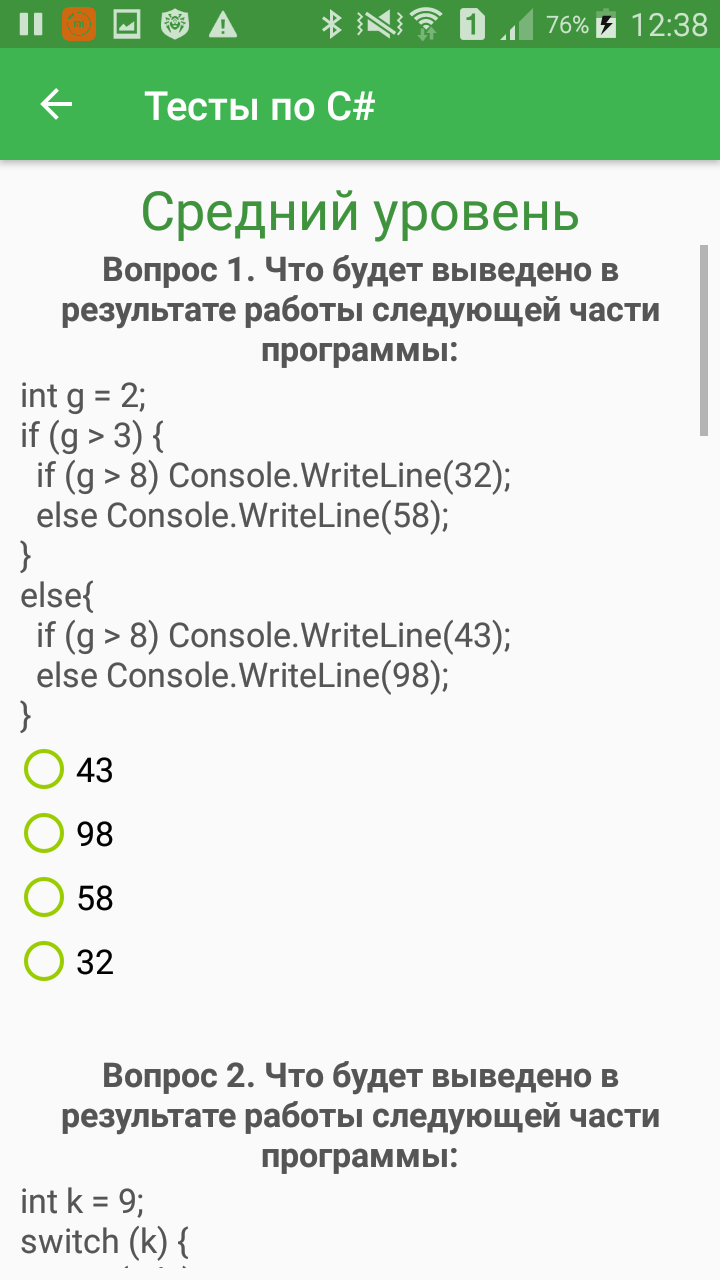 1 76% 12:38
Тесты по C#
Средний уровень
Вопрос 1. Что будет выведено в
результате работы следующей части
программы:
int g = 2;
if (g > 3) {
if (g > 8) Console.WriteLine(32);
else Console.WriteLine(58);
}
else{
if (g > 8) Console.WriteLine(43);
else Console.WriteLine(98);
}
43
98
58
32
Вопрос 2. Что будет выведено в
результате работы следующей части
программы:
int k = 9;
switch (k) {